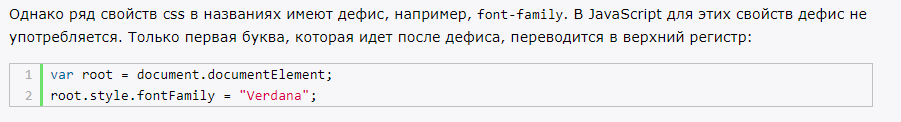 Однако ряд свойств css в названиях имеют дефис, например, font-family. В JavaScript для этих свойств дефис не
употребляется. Только первая буква, которая идет после дефиса, переводится в верхний регистр:
1 var root = document.documentElement;
2 root.style.fontFamily = "Verdana";